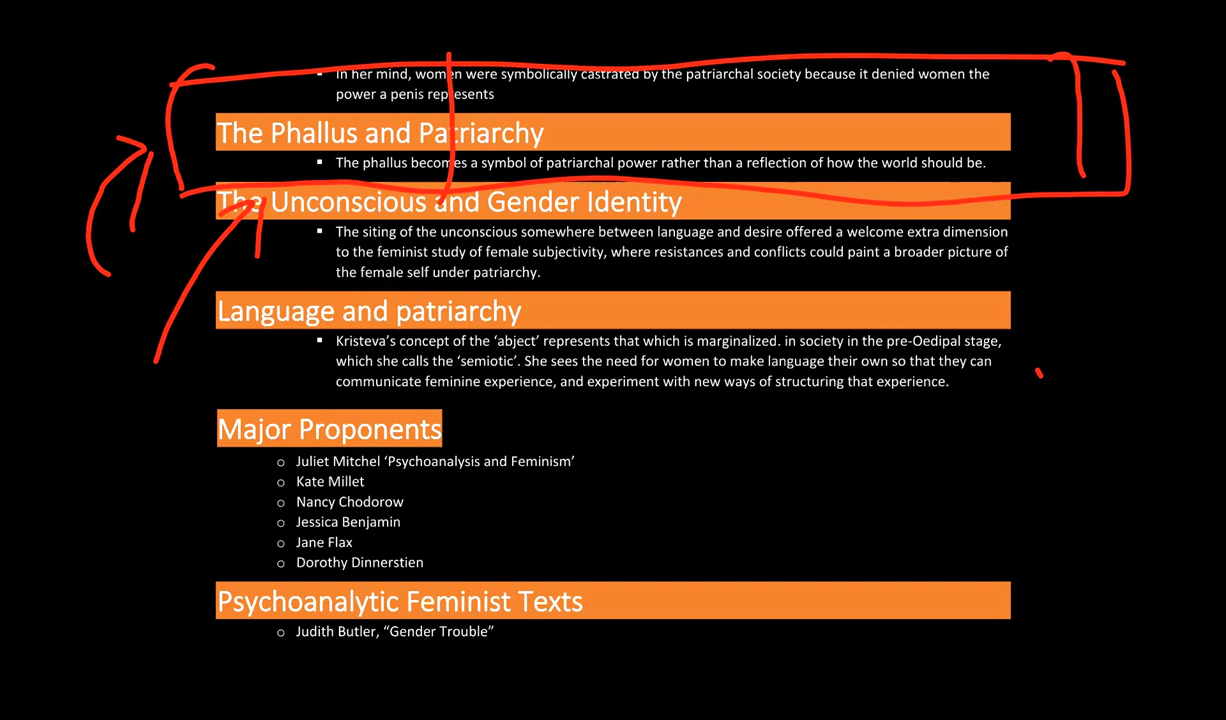 ▪ In her mind, women were symbolically castrated by the patriarchal society because it denied women the
power a penis represents
The Phallus and Patriarchy
▪ The phallus becomes a symbol of patriarchal power rather than a reflection of how the world should be.
The Unconscious and Gender Identity
▪ The siting of the unconscious somewhere between language and desire offered a welcome extra dimension
to the feminist study of female subjectivity, where resistances and conflicts could paint a broader picture of
the female self under patriarchy.
Language and patriarchy
▪ Kristeva’s concept of the ‘abject’ represents that which is marginalized. in society in the pre-Oedipal stage,
which she calls the ‘semiotic’. She sees the need for women to make language their own so that they can
communicate feminine experience, and experiment with new ways of structuring that experience.
Major Proponents
o Juliet Mitchel ‘Psychoanalysis and Feminism’
o Kate Millet
o Nancy Chodorow
o Jessica Benjamin
o Jane Flax
o Dorothy Dinnerstien
Psychoanalytic Feminist Texts
o Judith Butler, “Gender Trouble”